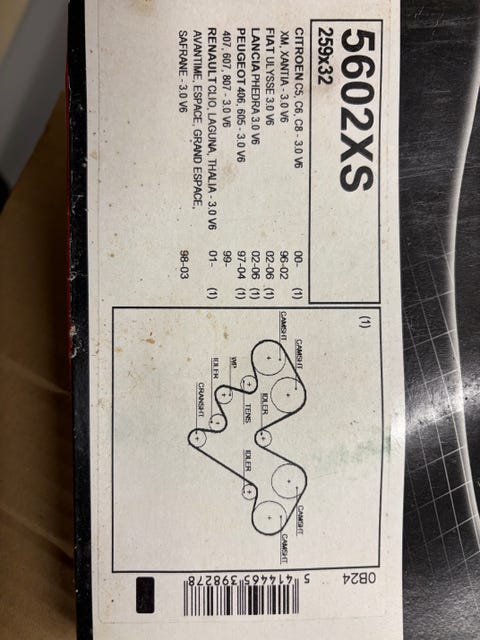 5602XS
259x32
CITROEN C5, C6, C8 - 3.0 V6 00- (1)
XM, XANTIA - 3.0 V6 96-02
FIAT ULYSSE 3.0 V6 02-06 (1)
LANCIA PHEDRA 3.0 V6 02-06 (1)
PEUGEOT 406, 605 - 3.0 V6 97-04 (1)
407, 607, 807 - 3.0 V6 99-
RENAULT CLIO, LAGUNA, THALIA - 3.0 V6 01- (1)
AVANTIME, ESPACE, GRAND ESPACE,
SAFRANE - 3.0 V6 98-03
(1)
CAMSHT
CAMSHT
IDLER
TENS
WP
IDLER
CRANSHT
IDLER
CAMSHT
CAMSHT
0B24
5 414465 398278